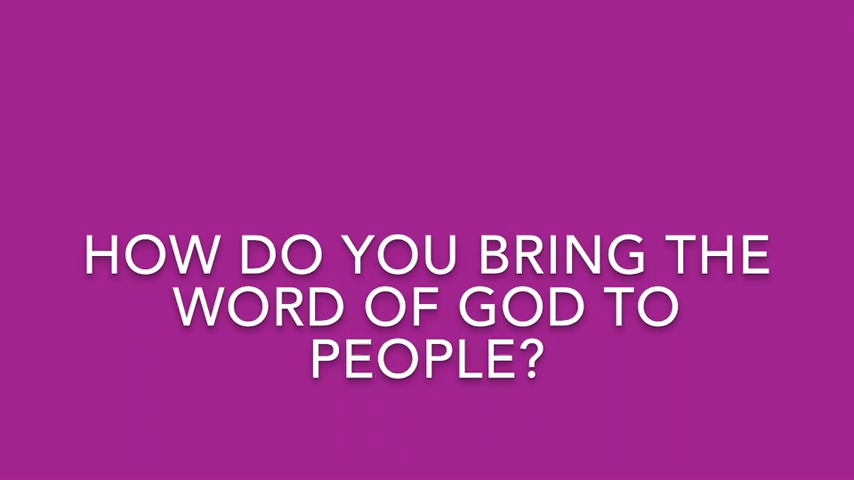 HOW DO YOU BRING THE
WORD OF GOD TO
PEOPLE?